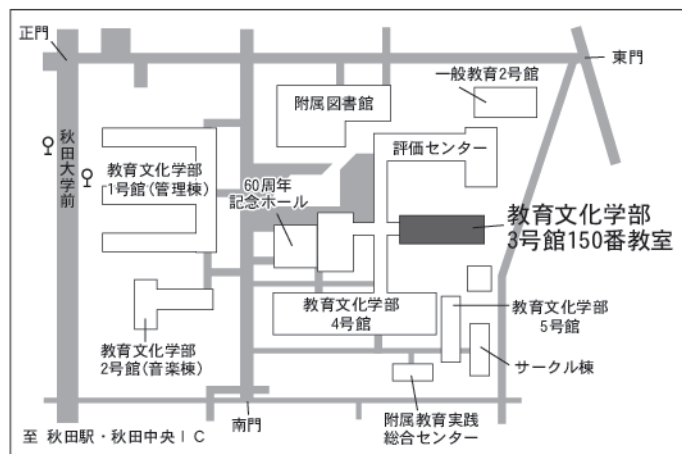 正門
東門
一般教育2号館
附属図書館
評価センター
秋田大学前
教育文化学部
1号館(管理棟)
60周年
記念ホール
教育文化学部
3号館150番教室
教育文化学部
4号館
教育文化学部
5号館
教育文化学部
2号館(音楽棟)
サークル棟
附属教育実践
総合センター
南門
至 秋田駅・秋田中央IC